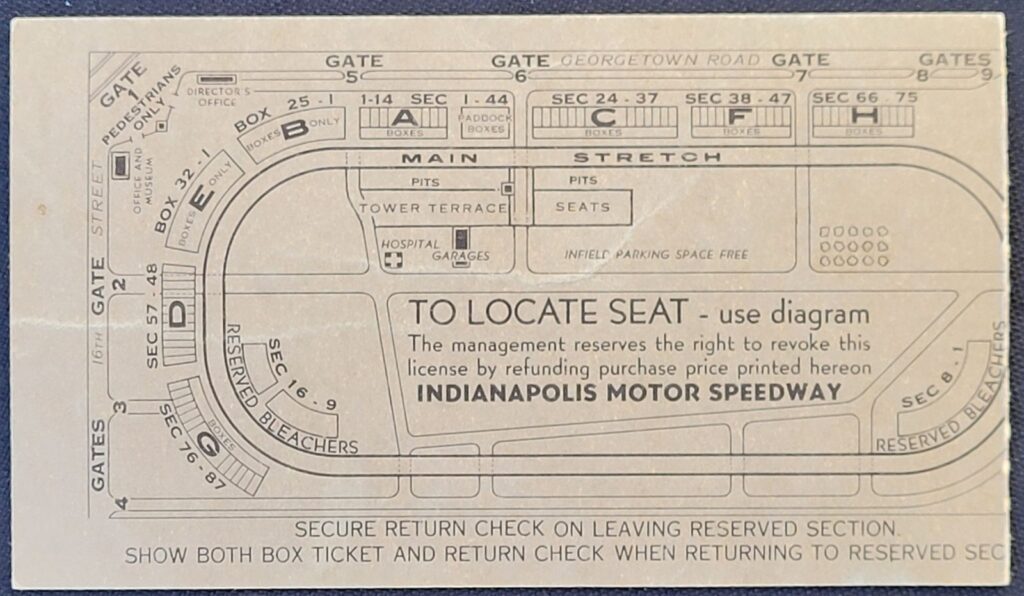 GATE 5
GATE 6
GEORGETOWN ROAD
GATE 7
GATES 8 9
GATE 1
PEDESTRIANS ONLY
DIRECTOR'S
OFFICE
OFFICE AND
MUSEUM
BOX 25 - 1
BOXES B ONLY
1-14 SEC 1-44
A
BOXES
PADDOCK
BOXES
SEC 24 - 37
C
BOXES
SEC 38 - 47
F
BOXES
SEC 66 - 75
H
BOXES
MAIN STRETCH
BOX 32 - 1
BOXES E ONLY
PITS
TOWER TERRACE
PITS
SEATS
HOSPITAL
GARAGES
INFIELD PARKING SPACE FREE
16TH STREET
GATE 2
SEC 57 - 48
D
TO LOCATE SEAT - use diagram
The management reserves the right to revoke this
license by refunding purchase price printed hereon
INDIANAPOLIS MOTOR SPEEDWAY
SEC 16 - 9
RESERVED BLEACHERS
SEC 8 - 1
RESERVED BLEACHERS
GATES 3 4
BOXES
G
SEC 76 - 87
SECURE RETURN CHECK ON LEAVING RESERVED SECTION.
SHOW BOTH BOX TICKET AND RETURN CHECK WHEN RETURNING TO RESERVED SEC